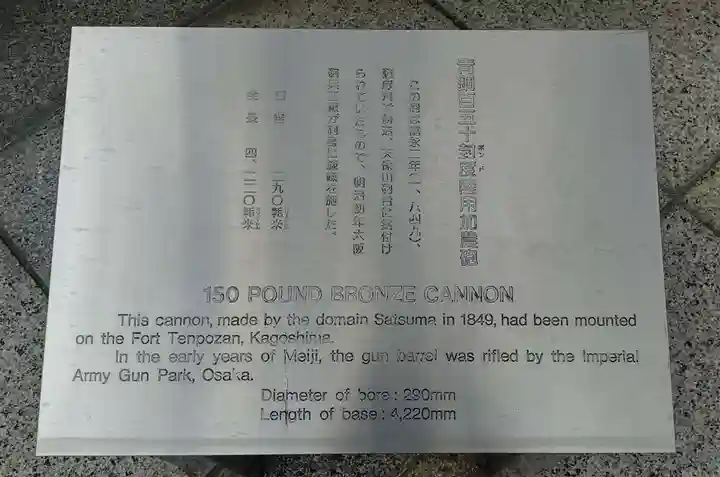 青銅百五十封度陸用加農砲
ポンド
この砲は嘉永二年(一、八四九)、
薩摩判で鋳造、天保山砲台に据付け
られていたもので、明治初年大阪
砲兵工廠が砲身に施綫を施した。
口径 二九〇粍
全長 四、二二〇粍
150 POUND BRONZE CANNON
This cannon, made by the domain Satsuma in 1849, had been mounted
on the Fort Tenpozan, Kagoshima.
In the early years of Meiji, the gun barrel was rifled by the Imperial
Army Gun Park, Osaka.
Diameter of bore : 290mm
Length of base : 4,220mm